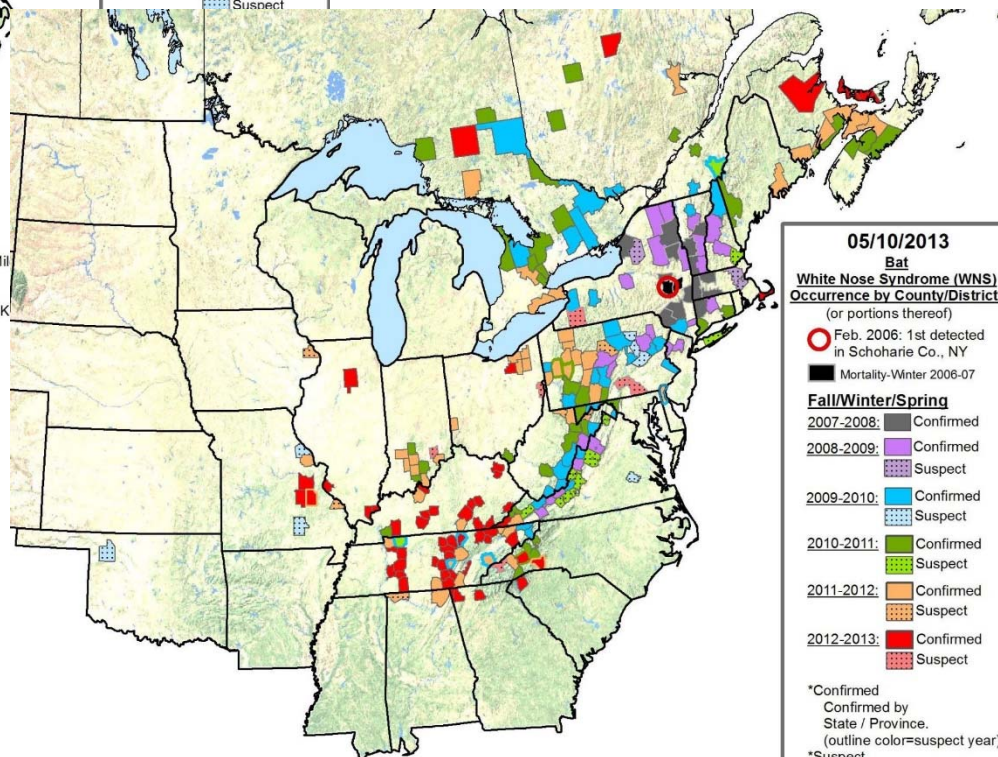 Suspect
05/10/2013
Bat
White Nose Syndrome (WNS)
Occurrence by County/District
(or portions thereof)
Feb. 2006: 1st detected
in Schoharie Co., NY
Mortality-Winter 2006-07
Fall/Winter/Spring
2007-2008: Confirmed
2008-2009: Confirmed
Suspect
2009-2010: Confirmed
Suspect
2010-2011: Confirmed
Suspect
2011-2012: Confirmed
Suspect
2012-2013: Confirmed
Suspect
*Confirmed
Confirmed by
State / Province.
(outline color=suspect year)
*Suspect